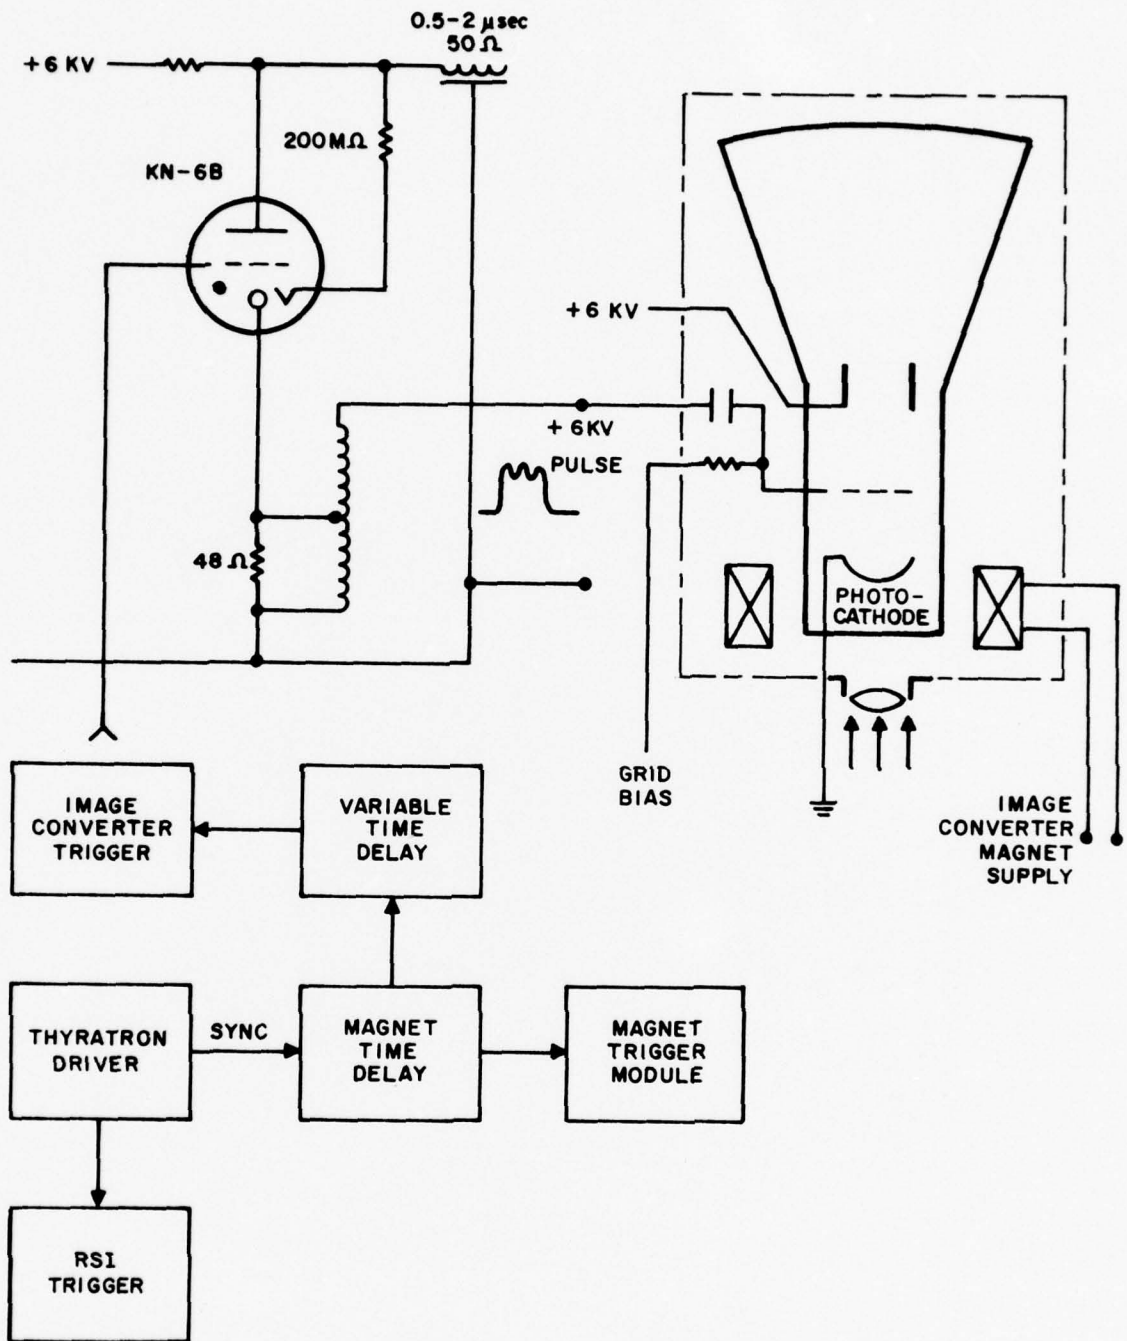 0.5-2 μsec
50Ω
+6 KV
200MΩ
KN-6B
+6 KV
+6KV
PULSE
48Ω
PHOTO-
CATHODE
GRID
BIAS
IMAGE
CONVERTER
MAGNET
SUPPLY
IMAGE
CONVERTER
TRIGGER
VARIABLE
TIME
DELAY
THYRATRON
DRIVER
SYNC
MAGNET
TIME
DELAY
MAGNET
TRIGGER
MODULE
RSI
TRIGGER